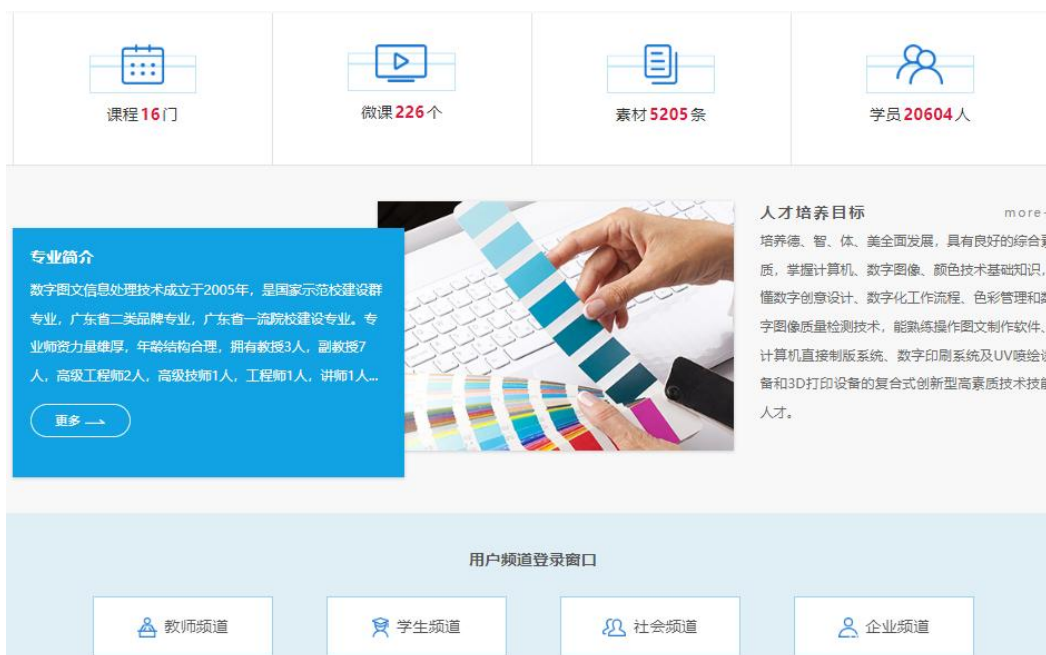 课程16门
微课226个
素材5205条
学员20604人
人才培养目标
more
培养德、智、体、美全面发展，具有良好的综合素
质，掌握计算机、数字图像、颜色技术基础知识，
懂数字创意设计、数字化工作流程、色彩管理和数
字图像质量检测技术，能熟练操作图文制作软件、
计算机直接制版系统、数字印刷系统及UV喷绘设
备和3D打印设备的复合式创新型高素质技术技能
人才。
专业简介
数字图文信息处理技术成立于2005年，是国家示范校建设群
专业，广东省二类品牌专业，广东省一流院校建设专业。专
业师资力量雄厚，年龄结构合理，拥有教授3人，副教授7
人，高级工程师2人，高级技师1人，工程师1人，讲师1人...
更多
用户频道登录窗口
教师频道
学生频道
社会频道
企业频道